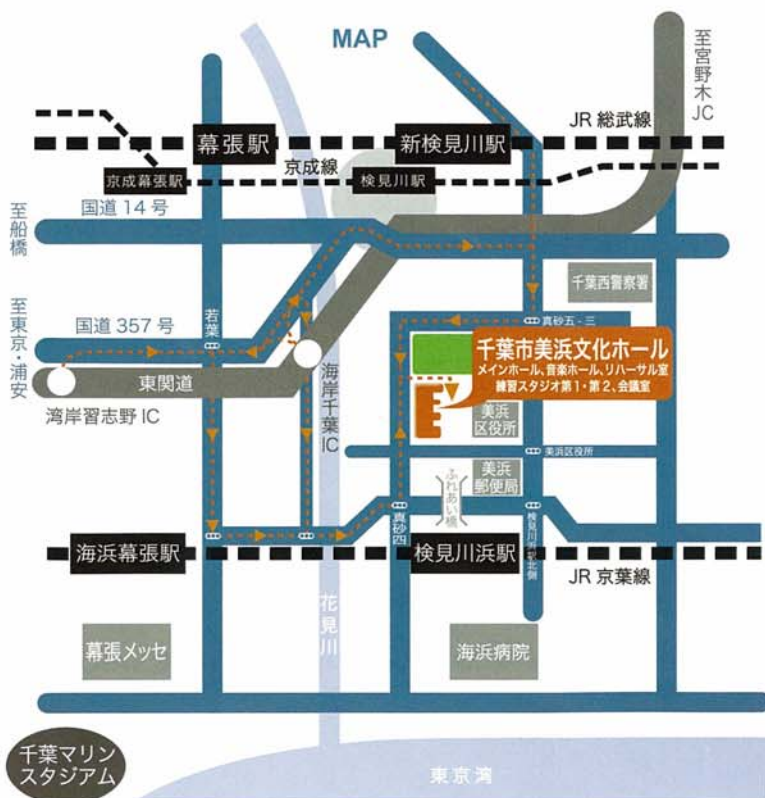 MAP
至宮野木JC
JR 総武線
幕張駅
新検見川駅
京成線
京成幕張駅
検見川駅
至船橋
国道 14 号
千葉西警察署
至東京・浦安
国道 357 号
若葉
真砂五 - 三
千葉市美浜文化ホール
メインホール、音楽ホール、リハーサル室
練習スタジオ第1・第2、会議室
東関道
湾岸習志野 IC
海岸千葉IC
美浜
区役所
美浜区役所
美浜
郵便局
ふれあい橋
真砂四
検見川浜駅北側
海浜幕張駅
検見川浜駅
JR 京葉線
花見川
幕張メッセ
海浜病院
千葉マリン
スタジアム
東京湾